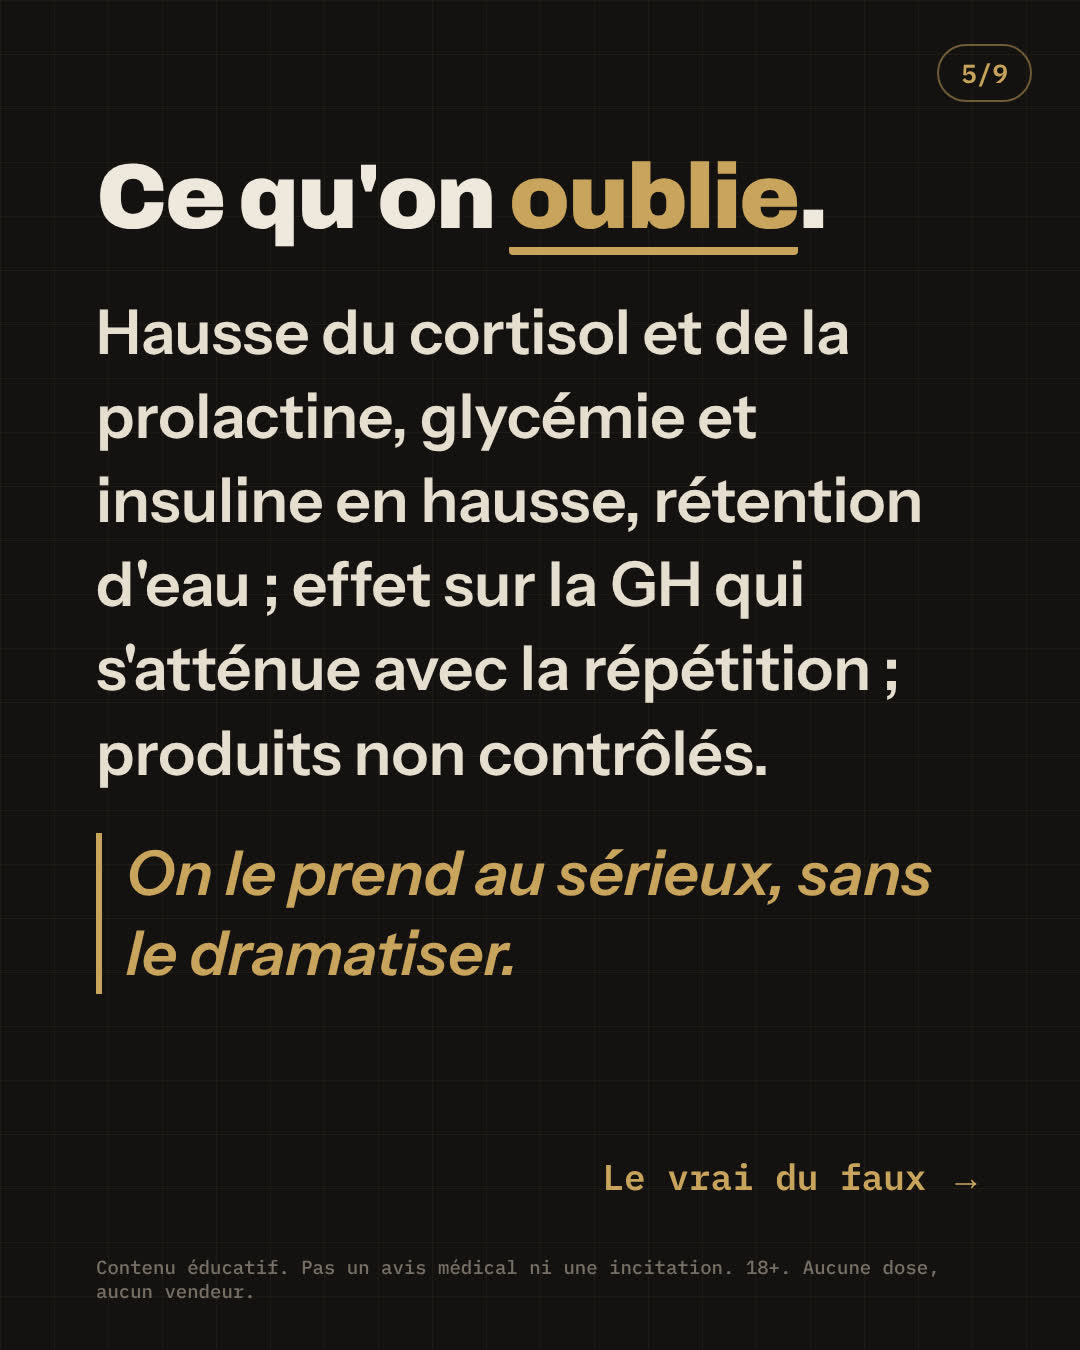 5/9
Ce qu'on oublie.
Hausse du cortisol et de la
prolactine, glycémie et
insuline en hausse, rétention
d'eau ; effet sur la GH qui
s'atténue avec la répétition ;
produits non contrôlés.
On le prend au sérieux, sans
le dramatiser.
Le vrai du faux →
Contenu éducatif. Pas un avis médical ni une incitation. 18+. Aucune dose,
aucun vendeur.